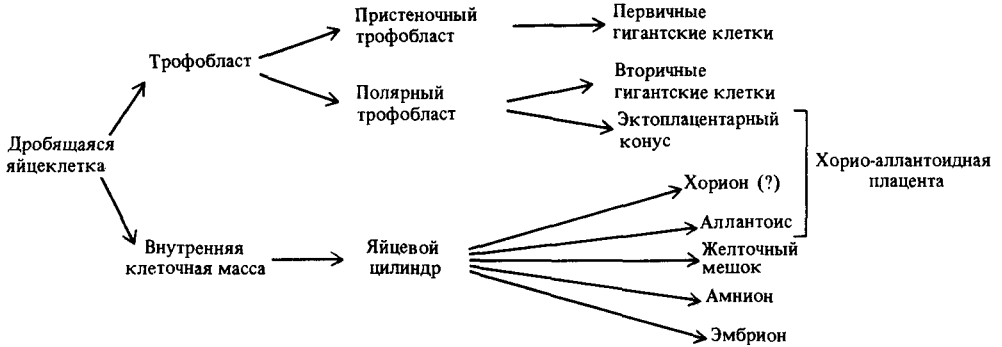 Дробящаяся
яйцеклетка
Трофобласт
Внутренняя
клеточная масса
Пристеночный
трофобласт
Полярный
трофобласт
Яйцевой
цилиндр
Первичные
гигантские клетки
Вторичные
гигантские клетки
Эктоплацентарный
конус
Хорион (?)
Аллантоис
Желточный
мешок
Амнион
Эмбрион
Хорио-аллантоидная
плацента